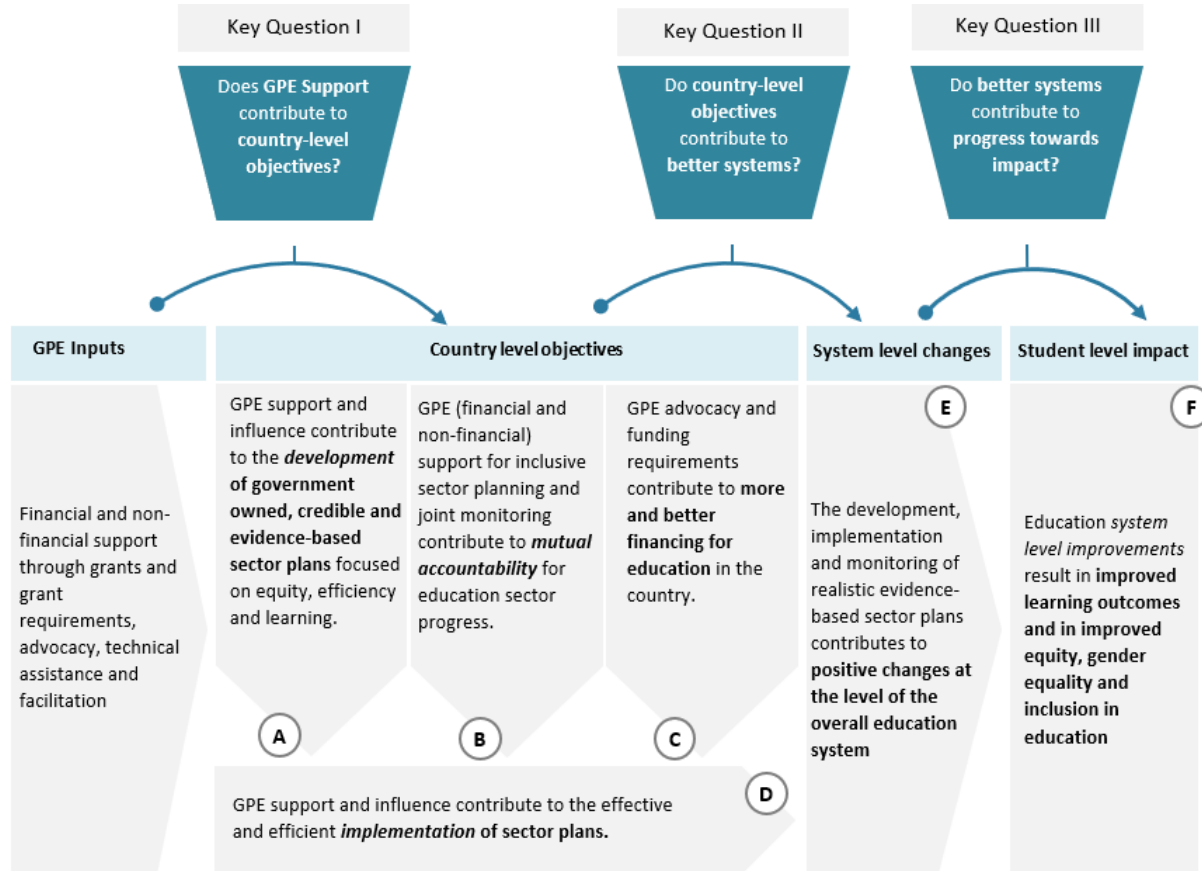 Key Question I
Key Question II
Key Question III
Does GPE Support
contribute to
country-level
objectives?
Do country-level
objectives
contribute to
better systems?
Do better systems
contribute to
progress towards
impact?
GPE Inputs
Country level objectives
System level changes
Student level impact
Financial and non-
financial support
through grants and
grant
requirements,
advocacy, technical
assistance and
facilitation
GPE support and
influence contribute
to the development
of government
owned, credible and
evidence-based
sector plans focused
on equity, efficiency
and learning.
A
GPE (financial and
non-financial)
support for inclusive
sector planning and
joint monitoring
contribute to mutual
accountability for
education sector
progress.
B
GPE advocacy and
funding
requirements
contribute to more
and better
financing for
education in the
country.
C
GPE support and influence contribute to the effective
and efficient implementation of sector plans.
D
E
The development,
implementation
and monitoring of
realistic evidence-
based sector plans
contributes to
positive changes at
the level of the
overall education
system
F
Education system
level improvements
result in improved
learning outcomes
and in improved
equity, gender
equality and
inclusion in
education